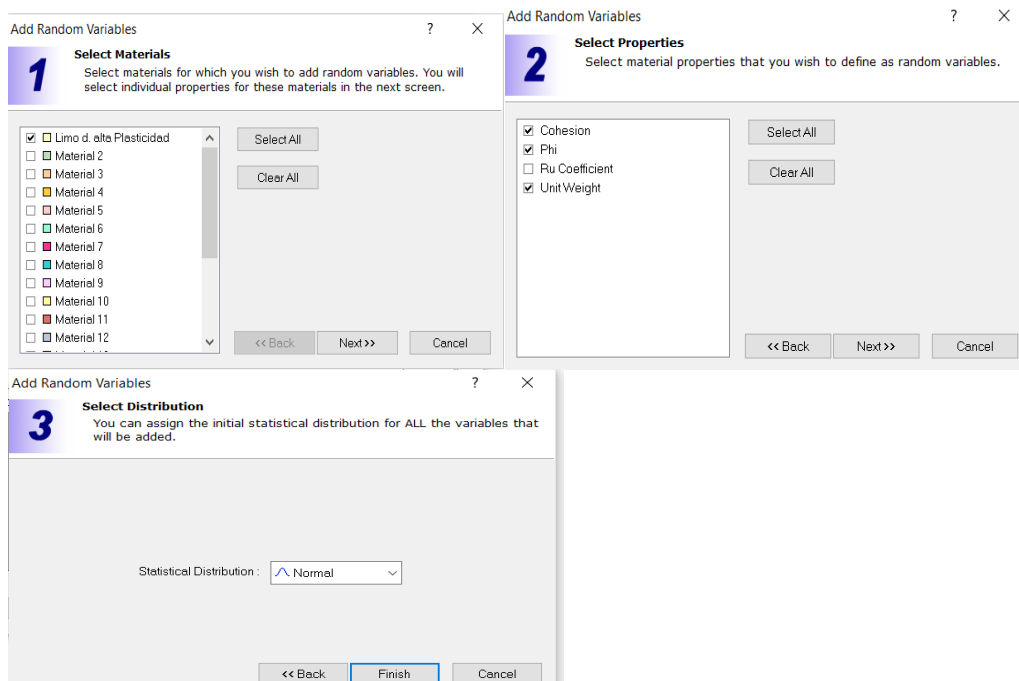 Add Random Variables
?
1
Select Materials
Select materials for which you wish to add random variables. You will
select individual properties for these materials in the next screen.
Limo d. alta Plasticidad
Material 2
Material 3
Material 4
Material 5
Material 6
Material 7
Material 8
Material 9
Material 10
Material 11
Material 12
Select All
Clear All
<< Back
Next >>
Cancel
Add Random Variables
?
2
Select Properties
Select material properties that you wish to define as random variables.
Cohesion
Phi
Ru Coefficient
Unit Weight
Select All
Clear All
<< Back
Next >>
Cancel
Add Random Variables
?
3
Select Distribution
You can assign the initial statistical distribution for ALL the variables that
will be added.
Statistical Distribution :
Normal
<< Back
Finish
Cancel